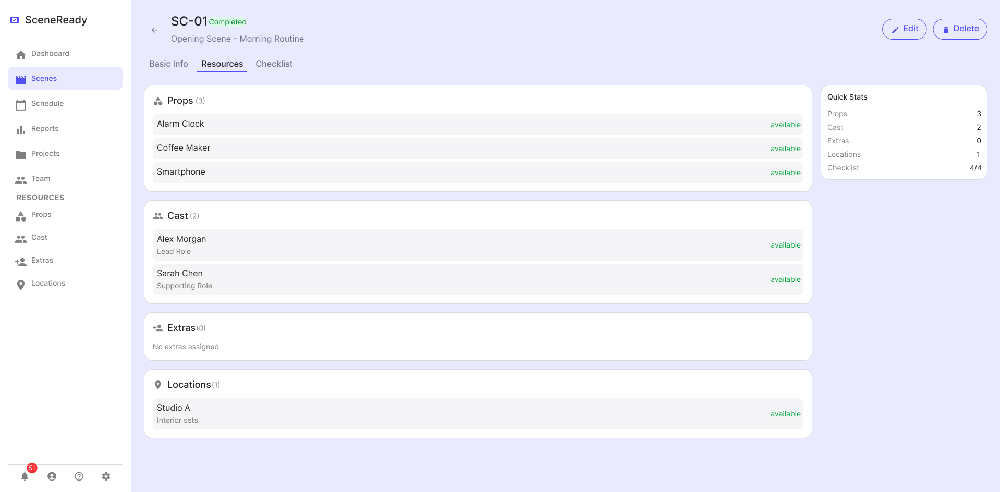 SceneReady
Dashboard
Scenes
Schedule
Reports
Projects
Team
RESOURCES
Props
Cast
Extras
Locations
51
SC-01 Completed
Opening Scene - Morning Routine
Edit
Delete
Basic Info
Resources
Checklist
Props (3)
Alarm Clock
available
Coffee Maker
available
Smartphone
available
Cast (2)
Alex Morgan
Lead Role
available
Sarah Chen
Supporting Role
available
Extras (0)
No extras assigned
Locations (1)
Studio A
Interior sets
available
Quick Stats
Props 3
Cast 2
Extras 0
Locations 1
Checklist 4/4